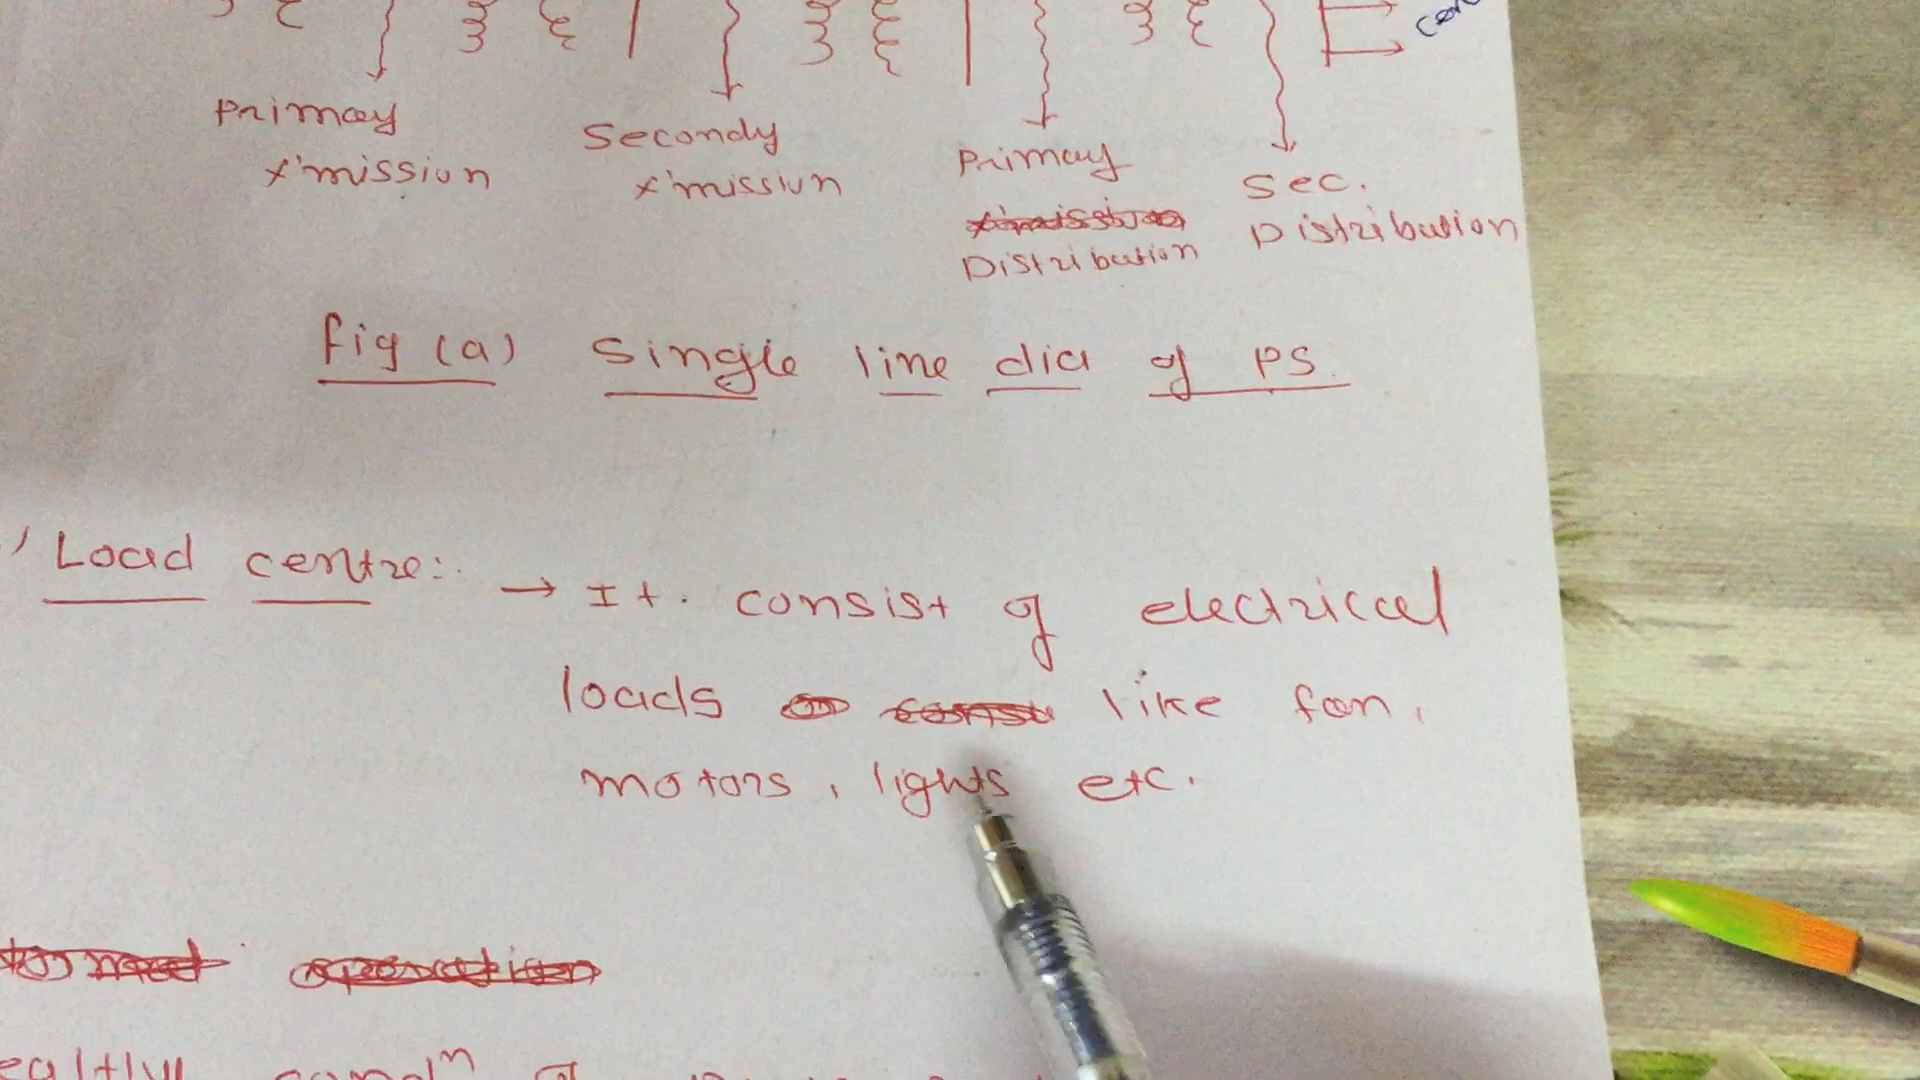 Primary
x'mission
Secondy
x'mission
Primary
Distribution
Sec.
Distribution
fig (a) Single line dia of PS.
Load centre:
→ It. consist of electrical
loads like fan,
motors, lights etc.